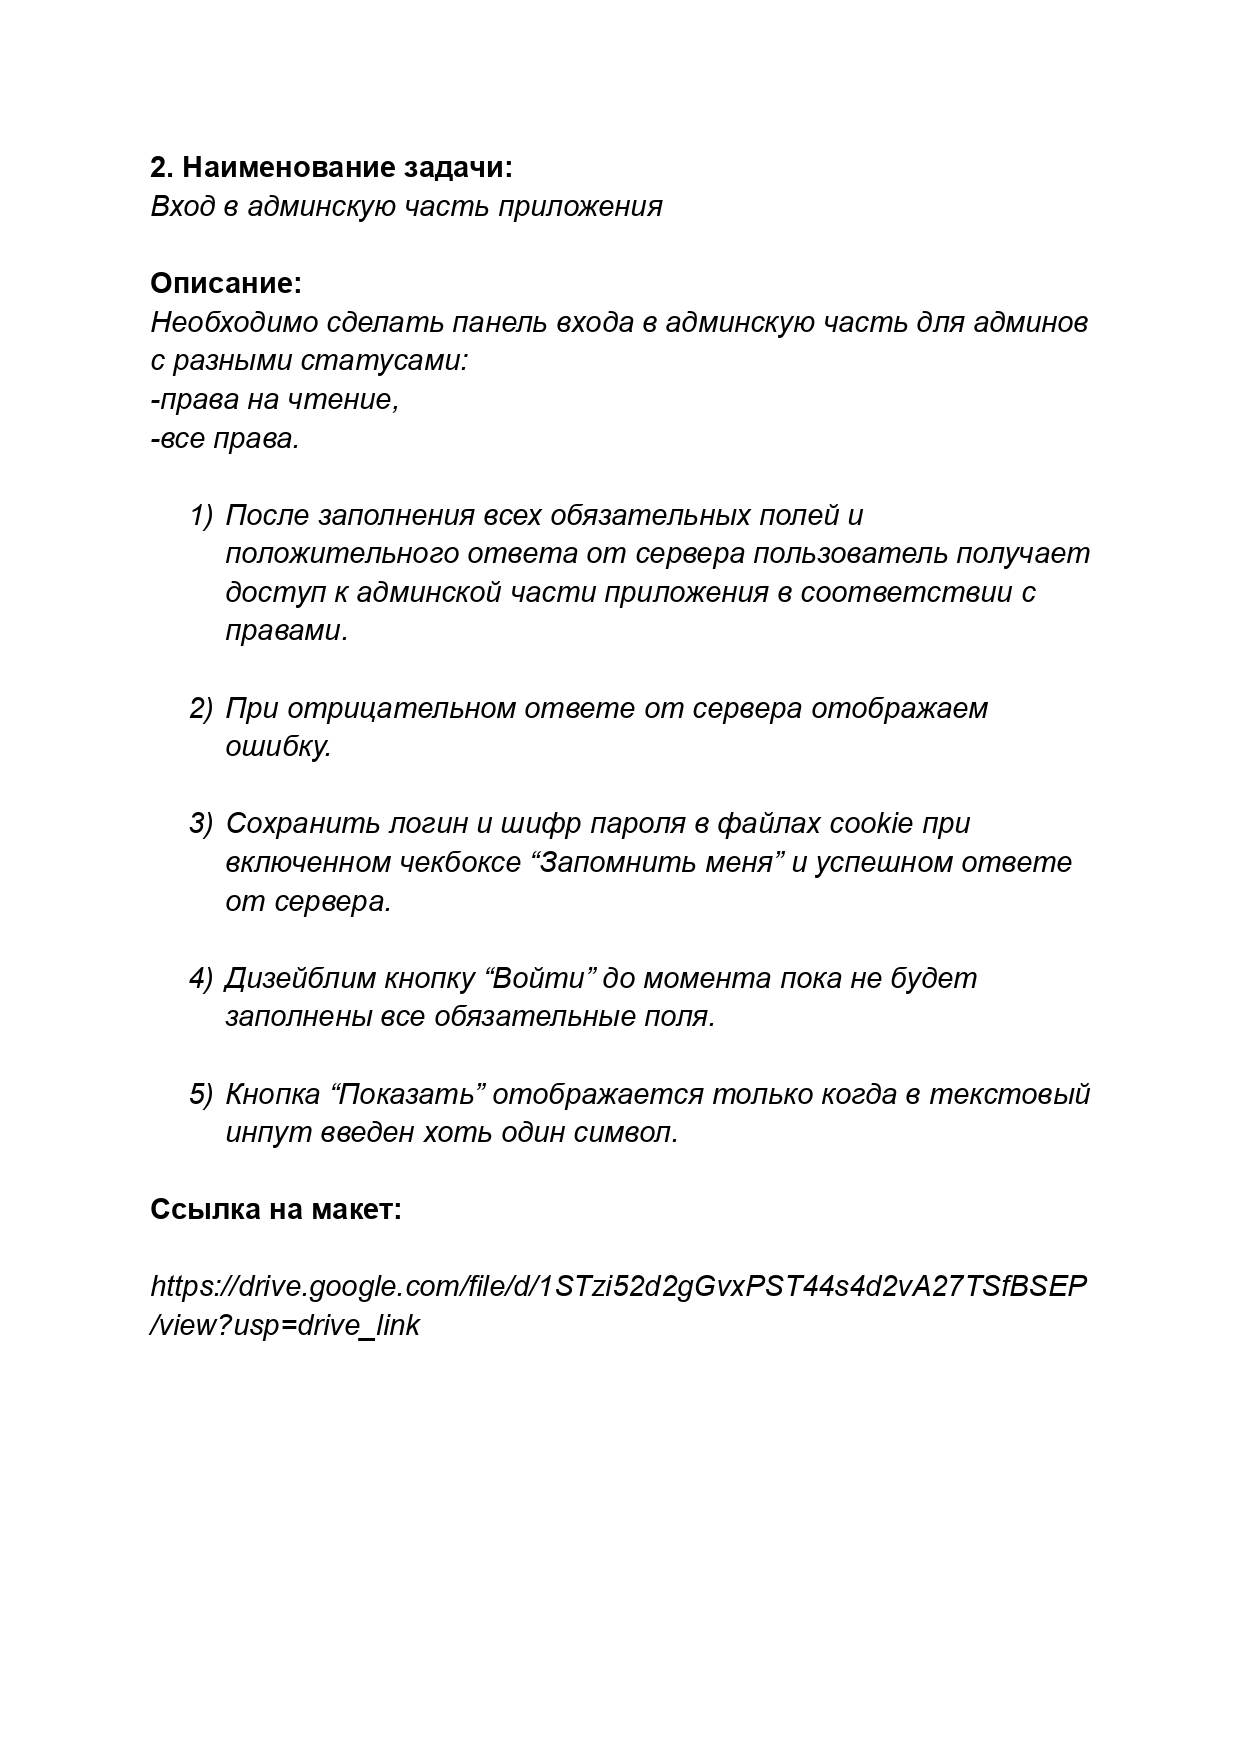 2. Наименование задачи:
Вход в админскую часть приложения
Описание:
Необходимо сделать панель входа в админскую часть для админов
с разными статусами:
-права на чтение,
-все права.
1) После заполнения всех обязательных полей и
положительного ответа от сервера пользователь получает
доступ к админской части приложения в соответствии с
правами.
2) При отрицательном ответе от сервера отображаем
ошибку.
3) Сохранить логин и шифр пароля в файлах cookie при
включенном чекбоксе “Запомнить меня” и успешном ответе
от сервера.
4) Дизейблим кнопку “Войти” до момента пока не будет
заполнены все обязательные поля.
5) Кнопка “Показать” отображается только когда в текстовый
инпут введен хоть один символ.
Ссылка на макет:
https://drive.google.com/file/d/1STzi52d2gGvxPST44s4d2vA27TSfBSEP
/view?usp=drive_link